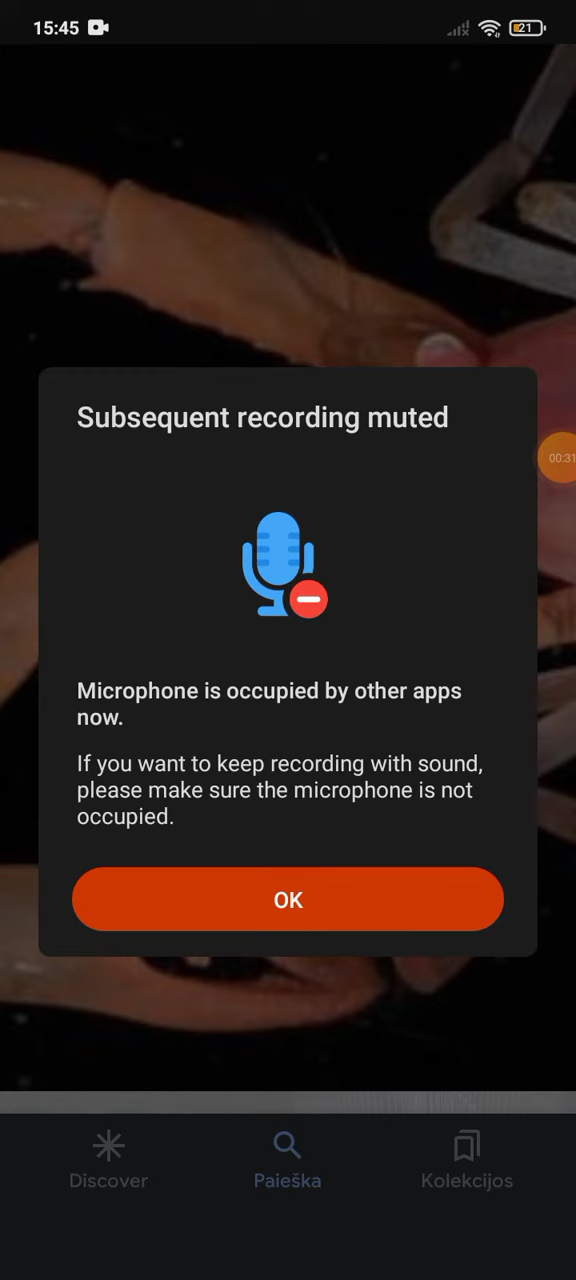 15:45
21
Subsequent recording muted
00:31
Microphone is occupied by other apps
now.
If you want to keep recording with sound,
please make sure the microphone is not
occupied.
OK
Discover Paieška Kolekcijos